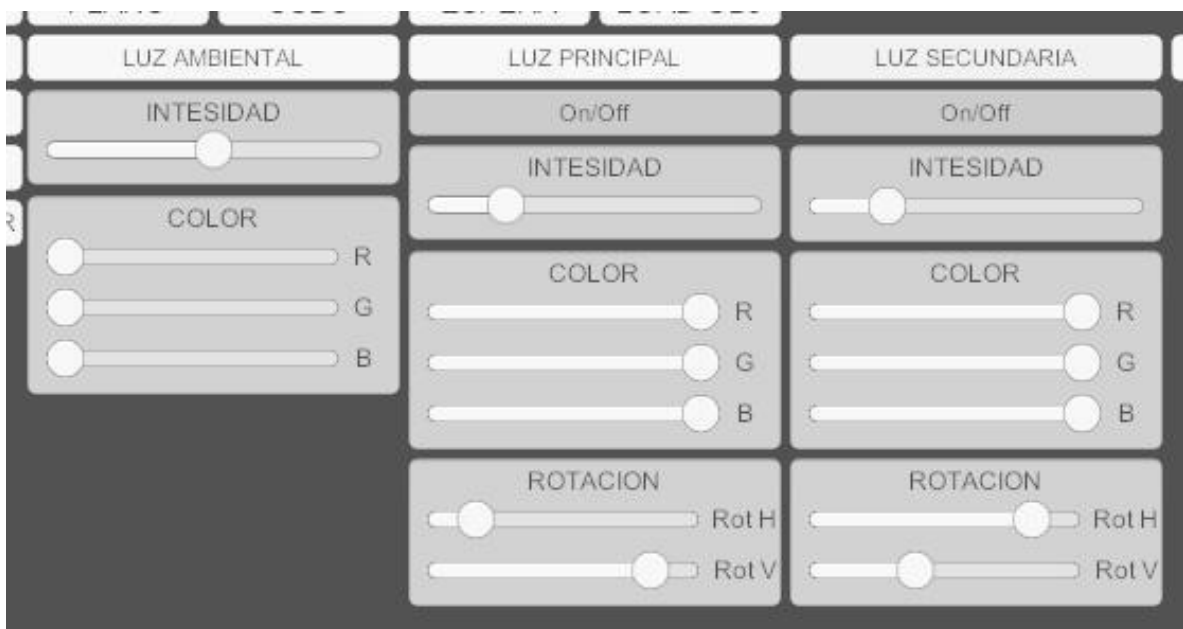 LUZ AMBIENTAL
LUZ PRINCIPAL
LUZ SECUNDARIA
INTESIDAD
COLOR
R
G
B
On/Off
INTESIDAD
COLOR
R
G
B
ROTACION
Rot H
Rot V
On/Off
INTESIDAD
COLOR
R
G
B
ROTACION
Rot H
Rot V